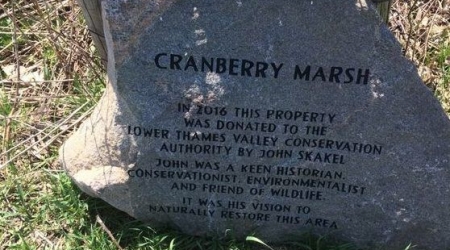 CRANBERRY MARSH
IN 2016 THIS PROPERTY
WAS DONATED TO THE
LOWER THAMES VALLEY CONSERVATION
AUTHORITY BY JOHN SKAKEL
JOHN WAS A KEEN HISTORIAN,
CONSERVATIONIST, ENVIRONMENTALIST
AND FRIEND OF WILDLIFE.
IT WAS HIS VISION TO
NATURALLY RESTORE THIS AREA